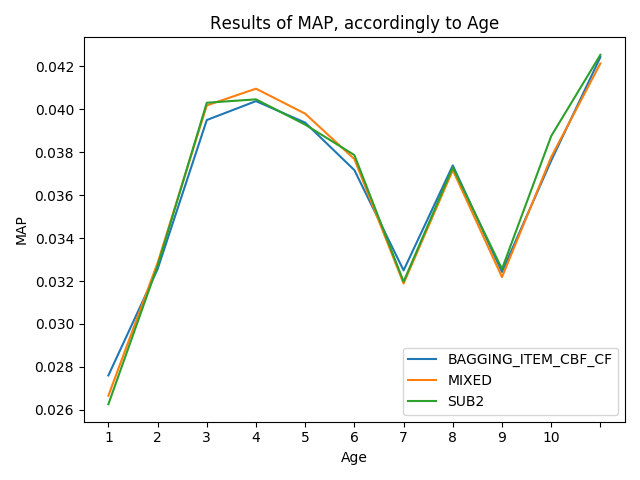 Results of MAP, accordingly to Age
MAP
0.042
0.040
0.038
0.036
0.034
0.032
0.030
0.028
0.026
BAGGING_ITEM_CBF_CF
MIXED
SUB2
1 2 3 4 5 6 7 8 9 10
Age